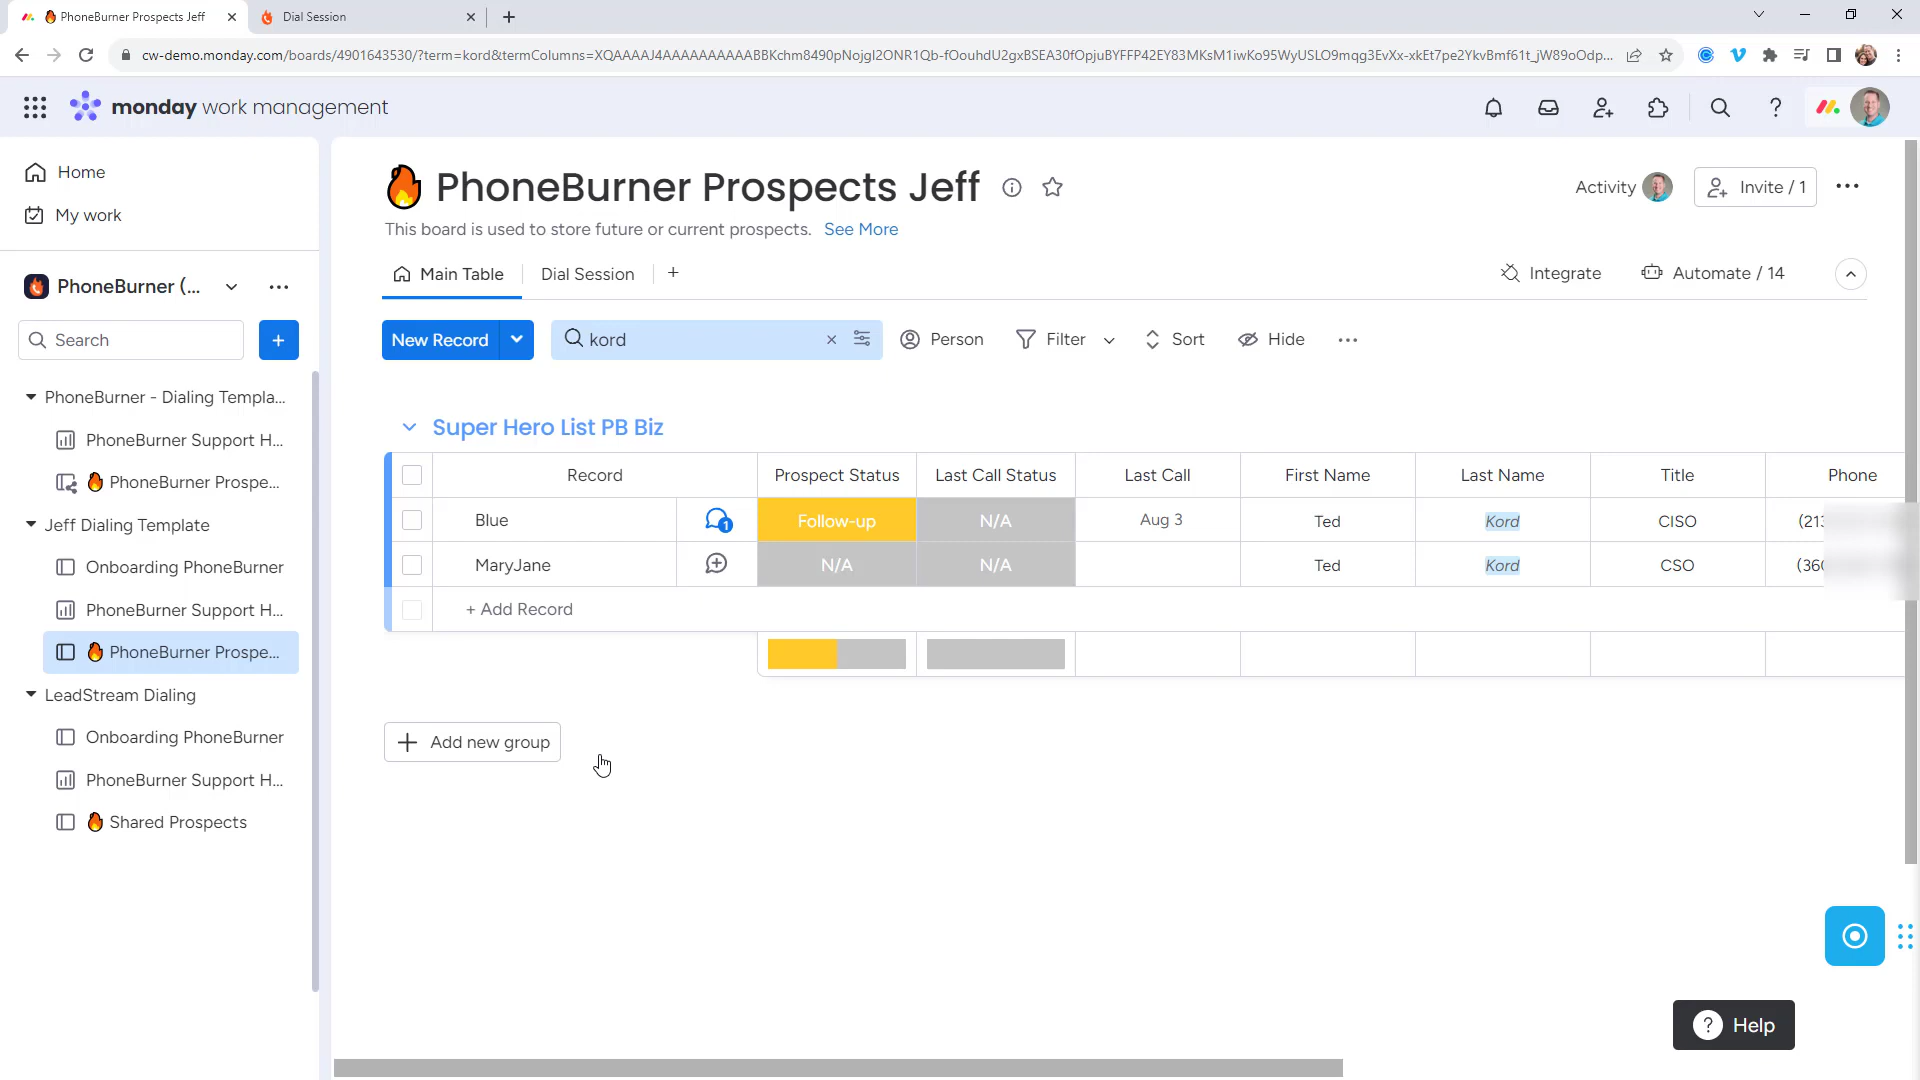 PhoneBurner Prospects Jeff
Dial Session
cw-demo.monday.com/boards/4901643530/?term=kord&termColumns=
monday work management
Home
My work
PhoneBurner (...
Search
PhoneBurner - Dialing Templa...
PhoneBurner Support H...
PhoneBurner Prospe...
Jeff Dialing Template
Onboarding PhoneBurner
PhoneBurner Support H...
PhoneBurner Prospe...
LeadStream Dialing
Onboarding PhoneBurner
PhoneBurner Support H...
Shared Prospects
PhoneBurner Prospects Jeff
Activity
Invite / 1
This board is used to store future or current prospects. See More
Main Table
Dial Session
Integrate
Automate / 14
New Record
kord
Person
Filter
Sort
Hide
Super Hero List PB Biz
Record Prospect Status Last Call Status Last Call First Name Last Name Title Phone
Blue 1 Follow-up N/A Aug 3 Ted Kord CISO (213
MaryJane N/A N/A Ted Kord CSO (360
+ Add Record
+ Add new group
? Help